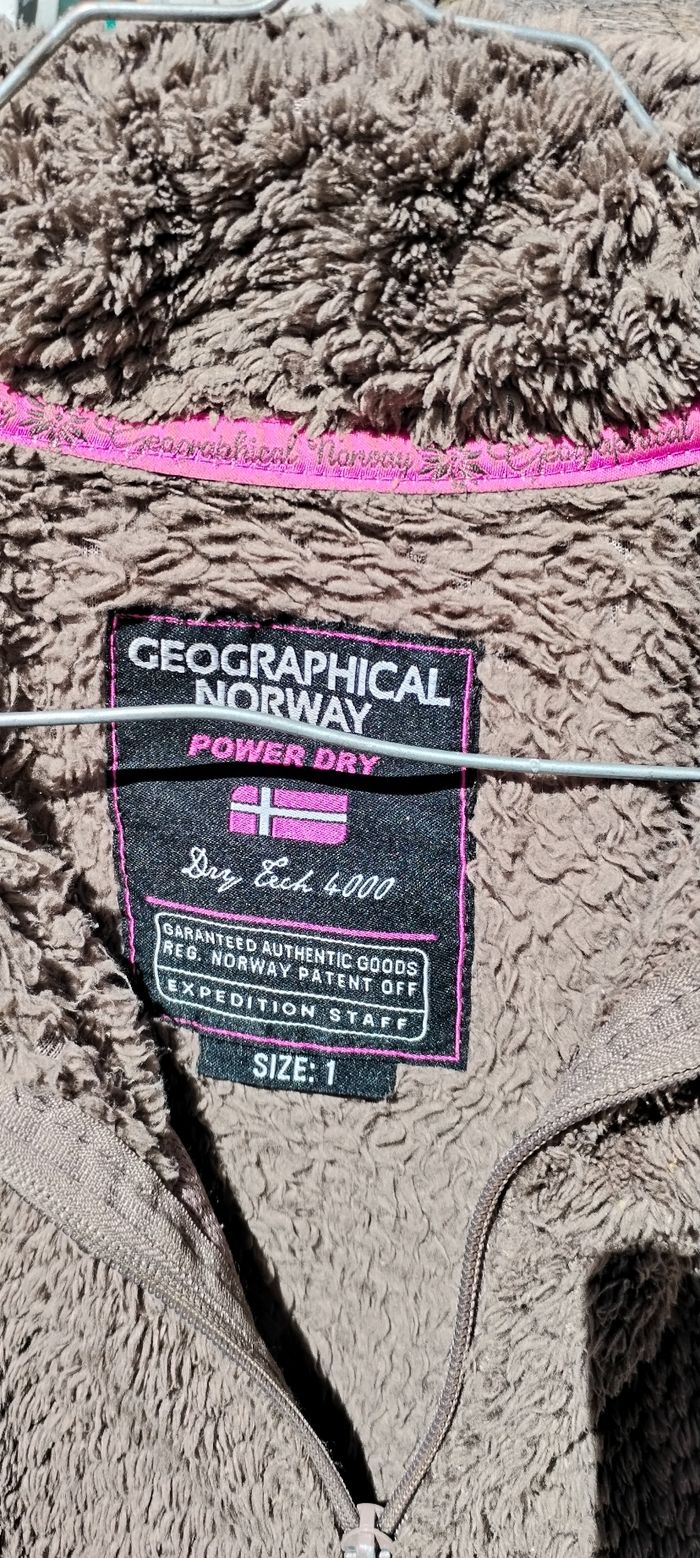 Geographical Norway Geographical
GEOGRAPHICAL
NORWAY
POWER DRY
Dry Tech 4000
GARANTEED AUTHENTIC GOODS
REG. NORWAY PATENT OFF
EXPEDITION STAFF
SIZE: 1